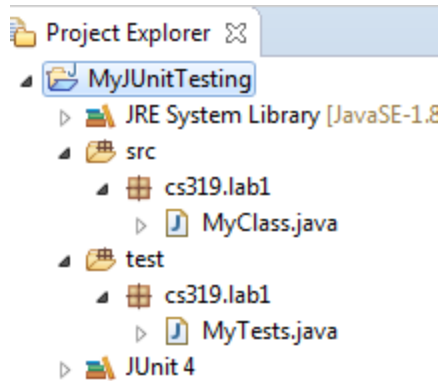 Project Explorer
MyJUnitTesting
JRE System Library [JavaSE-1.8
src
cs319.lab1
MyClass.java
test
cs319.lab1
MyTests.java
JUnit 4